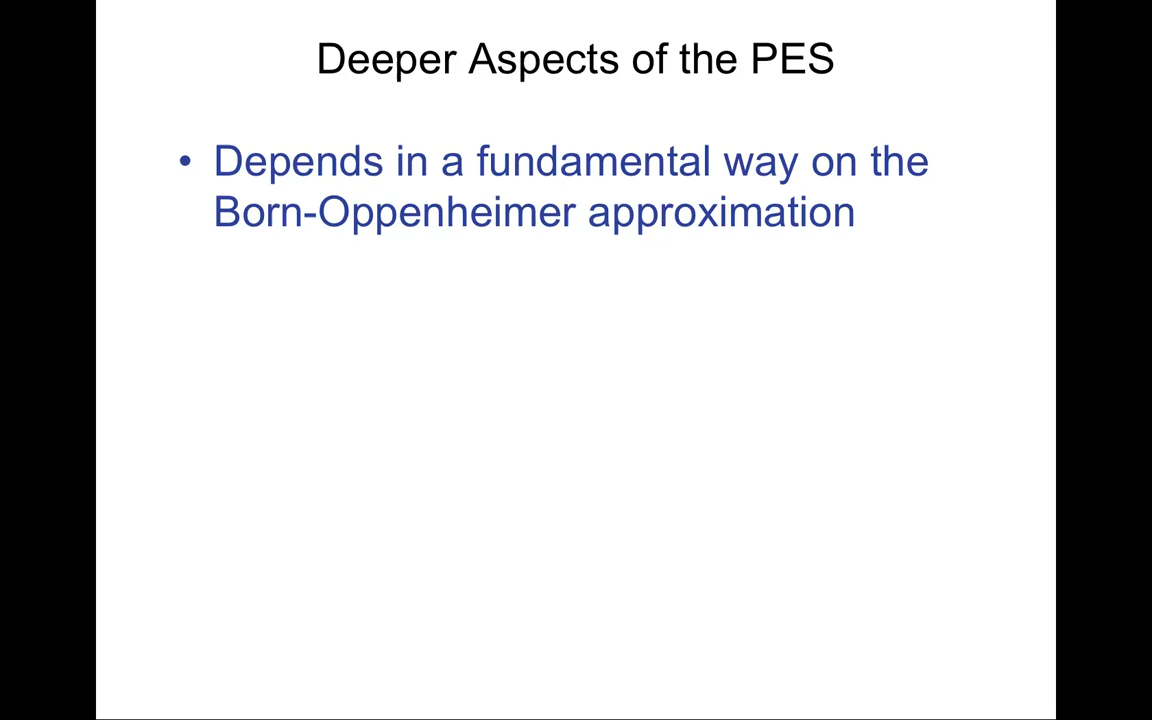 Deeper Aspects of the PES
• Depends in a fundamental way on the
Born-Oppenheimer approximation